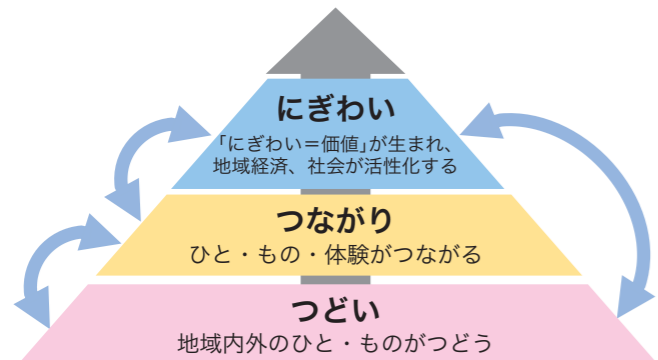 にぎわい
「にぎわい＝価値」が生まれ、
地域経済、社会が活性化する
つながり
ひと・もの・体験がつながる
つどい
地域内外のひと・ものがつどう